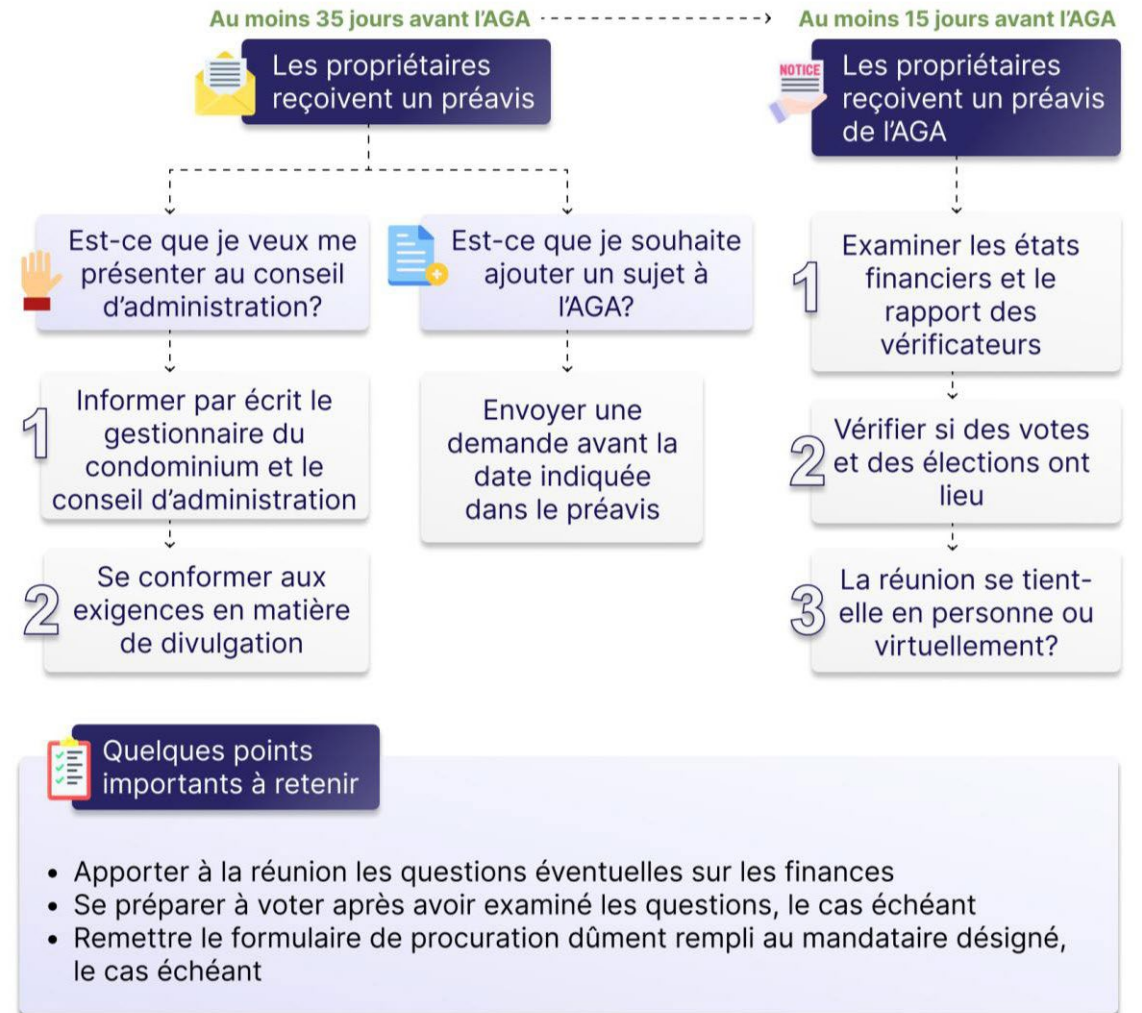 Au moins 35 jours avant l'AGA
Les propriétaires
reçoivent un préavis
Est-ce que je veux me
présenter au conseil
d'administration?
1
Informer par écrit le
gestionnaire du
condominium et le
conseil d'administration
2
Se conformer aux
exigences en matière
de divulgation
Est-ce que je souhaite
ajouter un sujet à
l'AGA?
Envoyer une
demande avant la
date indiquée
dans le préavis
Au moins 15 jours avant l'AGA
NOTICE
Les propriétaires
reçoivent un préavis
de l'AGA
1
Examiner les états
financiers et le
rapport des
vérificateurs
2
Vérifier si des votes
et des élections ont
lieu
3
La réunion se tient-
elle en personne ou
virtuellement?
Quelques points
importants à retenir
• Apporter à la réunion les questions éventuelles sur les finances
• Se préparer à voter après avoir examiné les questions, le cas échéant
• Remettre le formulaire de procuration dûment rempli au mandataire désigné,
le cas échéant